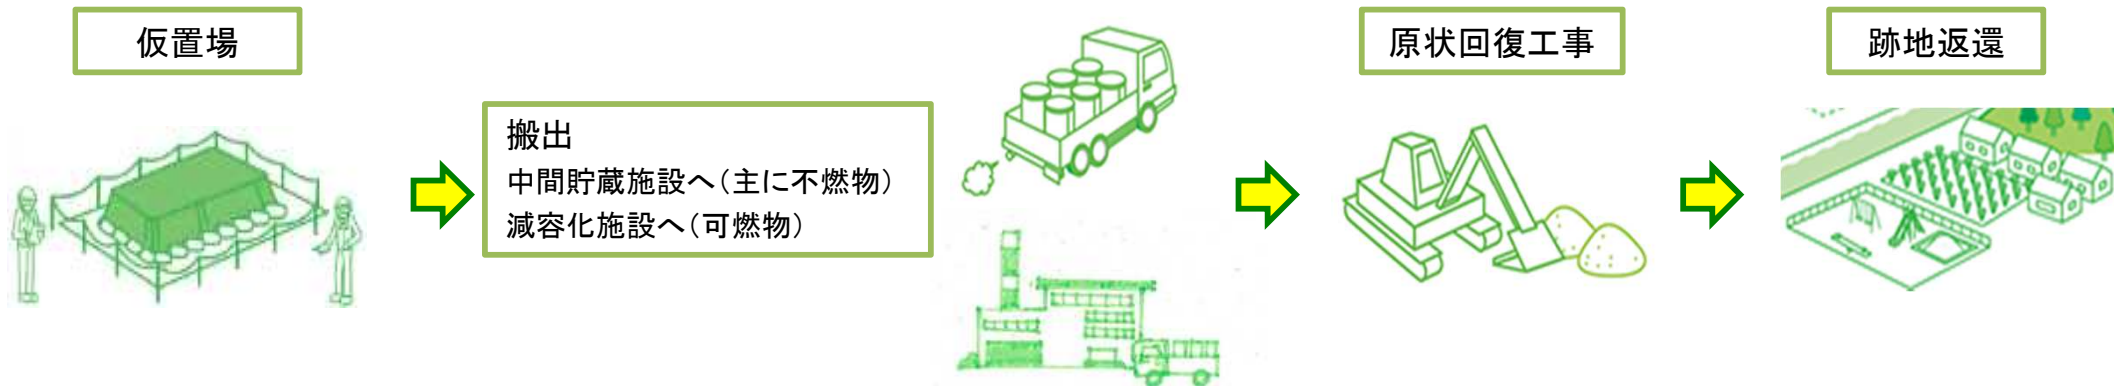 仮置場
搬出
中間貯蔵施設へ(主に不燃物)
減容化施設へ(可燃物)
原状回復工事
跡地返還